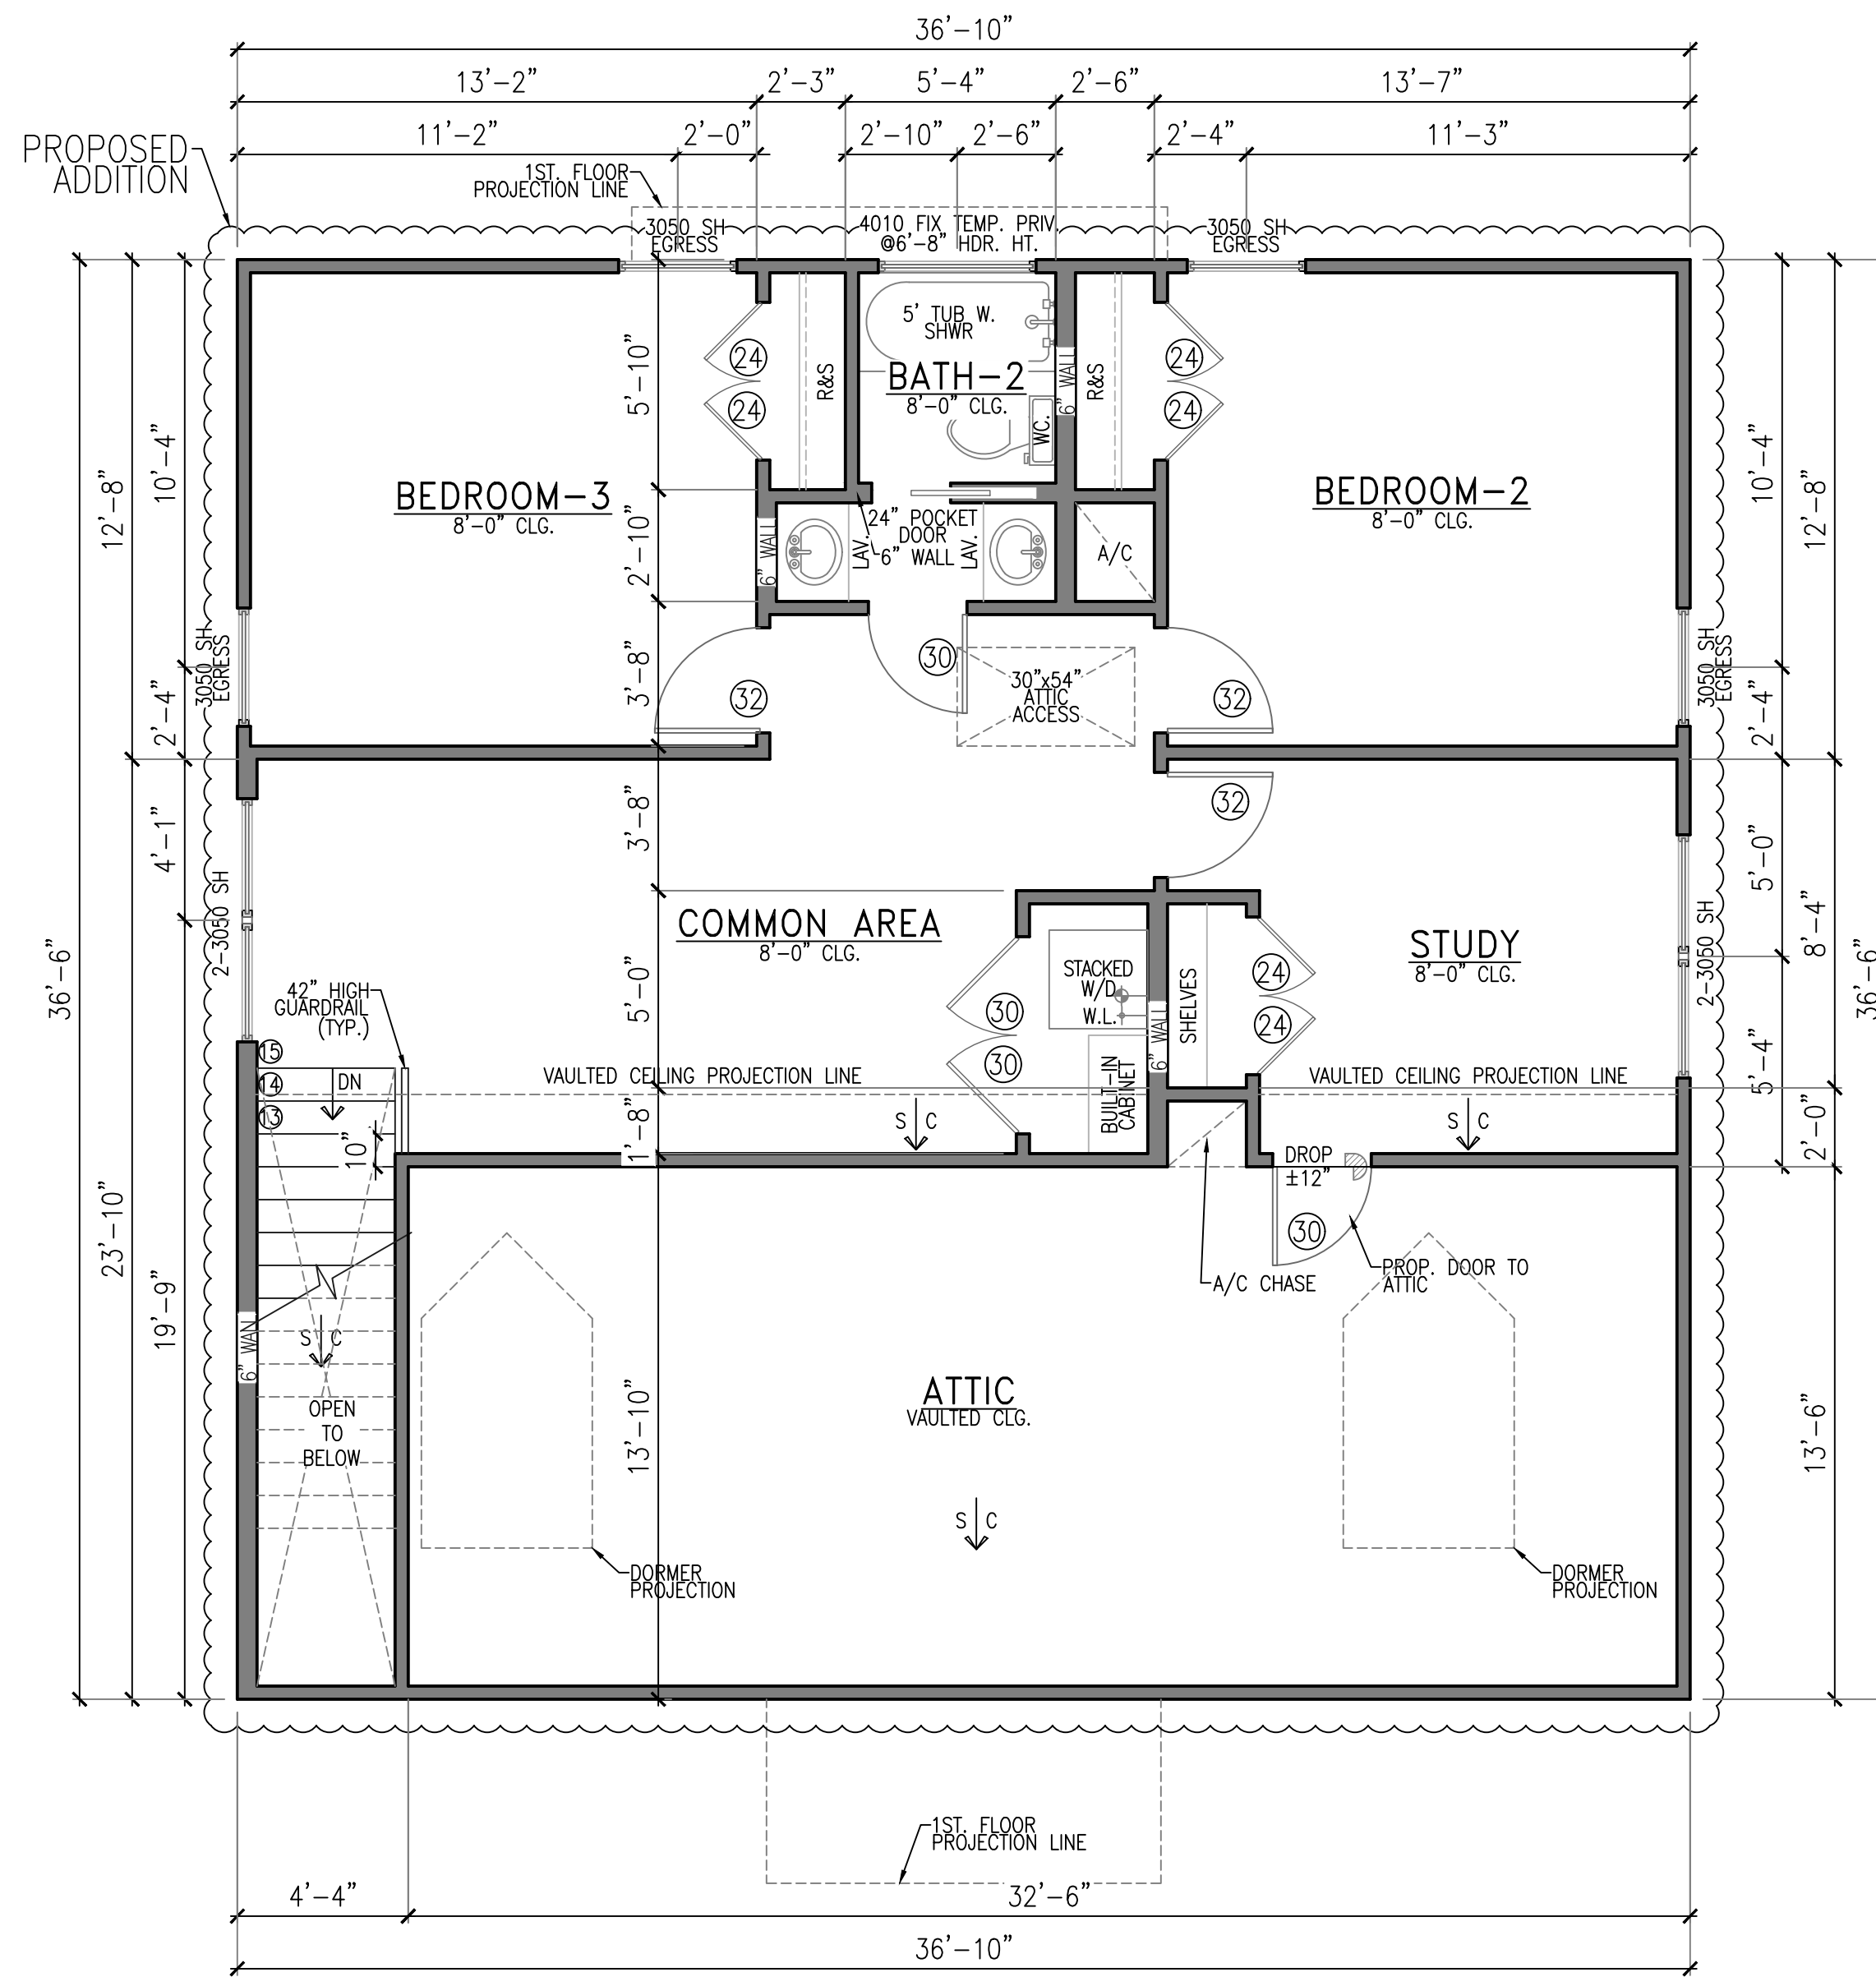 36'-10"
13'-2"
2'-3"
5'-4"
2'-6"
13'-7"
11'-2"
2'-0"
2'-10"
2'-6"
2'-4"
11'-3"
PROPOSED
ADDITION
1ST. FLOOR
PROJECTION LINE
3050 SH
EGRESS
4010 FIX TEMP. PRIV.
@6'-8" HDR. HT.
3050 SH
EGRESS
5' TUB W.
SHWR
BATH-2
8'-0" CLG.
24
24
R&S
6" WALL
R&S
24
24
WC.
5'-10"
10'-4"
12'-8"
10'-4"
12'-8"
BEDROOM-3
8'-0" CLG.
BEDROOM-2
8'-0" CLG.
24" POCKET
DOOR
6" WALL
LAV.
LAV.
6" WALL
A/C
2'-10"
3050 SH
EGRESS
3050 SH
EGRESS
3'-8"
30
32
32
30"x54"
ATTIC
ACCESS
2'-4"
2'-4"
32
3'-8"
4'-1"
5'-0"
8'-4"
2-3050 SH
2-3050 SH
36'-6"
36'-6"
COMMON AREA
8'-0" CLG.
STUDY
8'-0" CLG.
STACKED
W/D
W.L.
6" WALL
SHELVES
24
24
30
30
5'-0"
42" HIGH
GUARDRAIL
(TYP.)
15
14
13
DN
10"
VAULTED CEILING PROJECTION LINE
VAULTED CEILING PROJECTION LINE
BUILT-IN
CABINET
5'-4"
1'-8"
S C
S C
2'-0"
DROP
±12"
30
23'-10"
19'-9"
A/C CHASE
PROP. DOOR TO
ATTIC
6" WAN
S C
OPEN
TO
BELOW
ATTIC
VAULTED CLG.
13'-10"
13'-6"
S C
DORMER
PROJECTION
DORMER
PROJECTION
1ST. FLOOR
PROJECTION LINE
4'-4"
32'-6"
36'-10"